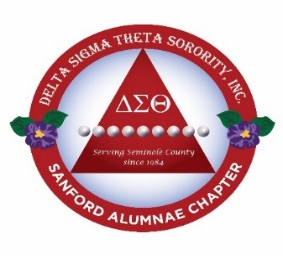 DELTA SIGMA THETA SORORITY, INC.
ΔΣΘ
Serving Seminole County
since 1984
SANFORD ALUMNAE CHAPTER